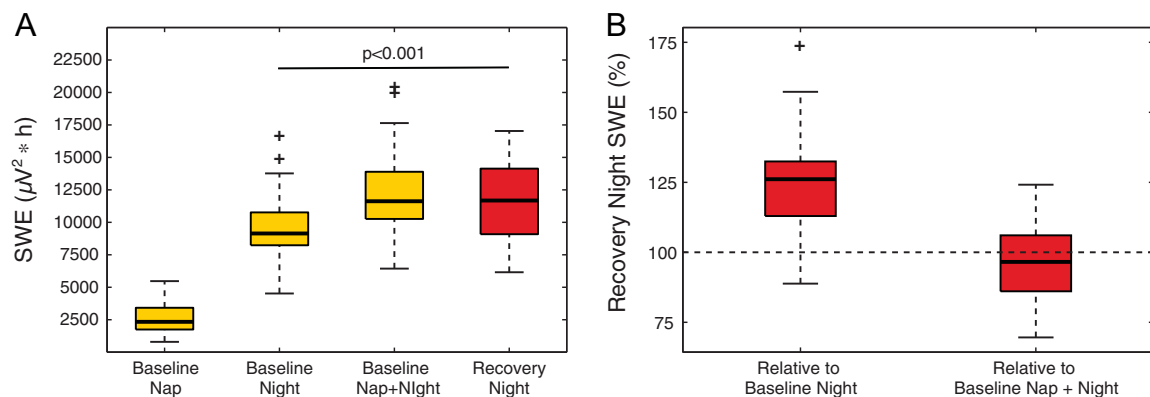 A
SWE (µV² * h)
22500
20000
17500
15000
12500
10000
7500
5000
2500
p<0.001
+
‡
+
+
Baseline
Nap
Baseline
Night
Baseline
Nap+NIght
Recovery
Night
B
Recovery Night SWE (%)
175
125
100
75
+
Relative to
Baseline Night
Relative to
Baseline Nap + Night